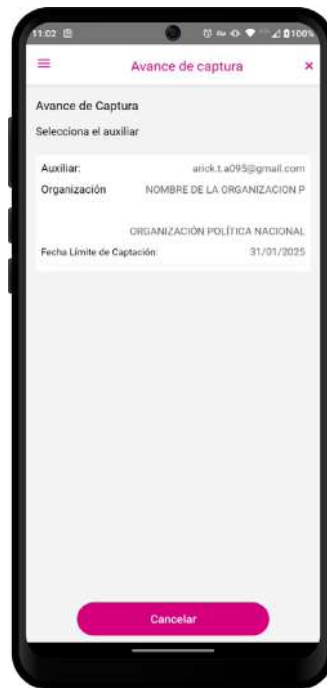 11:02
100%
Avance de captura ×
Avance de Captura
Selecciona el auxiliar
Auxiliar: arick.t.a095@gmail.com
Organización NOMBRE DE LA ORGANIZACION P
ORGANIZACIÓN POLÍTICA NACIONAL
Fecha Límite de Captación: 31/01/2025
Cancelar